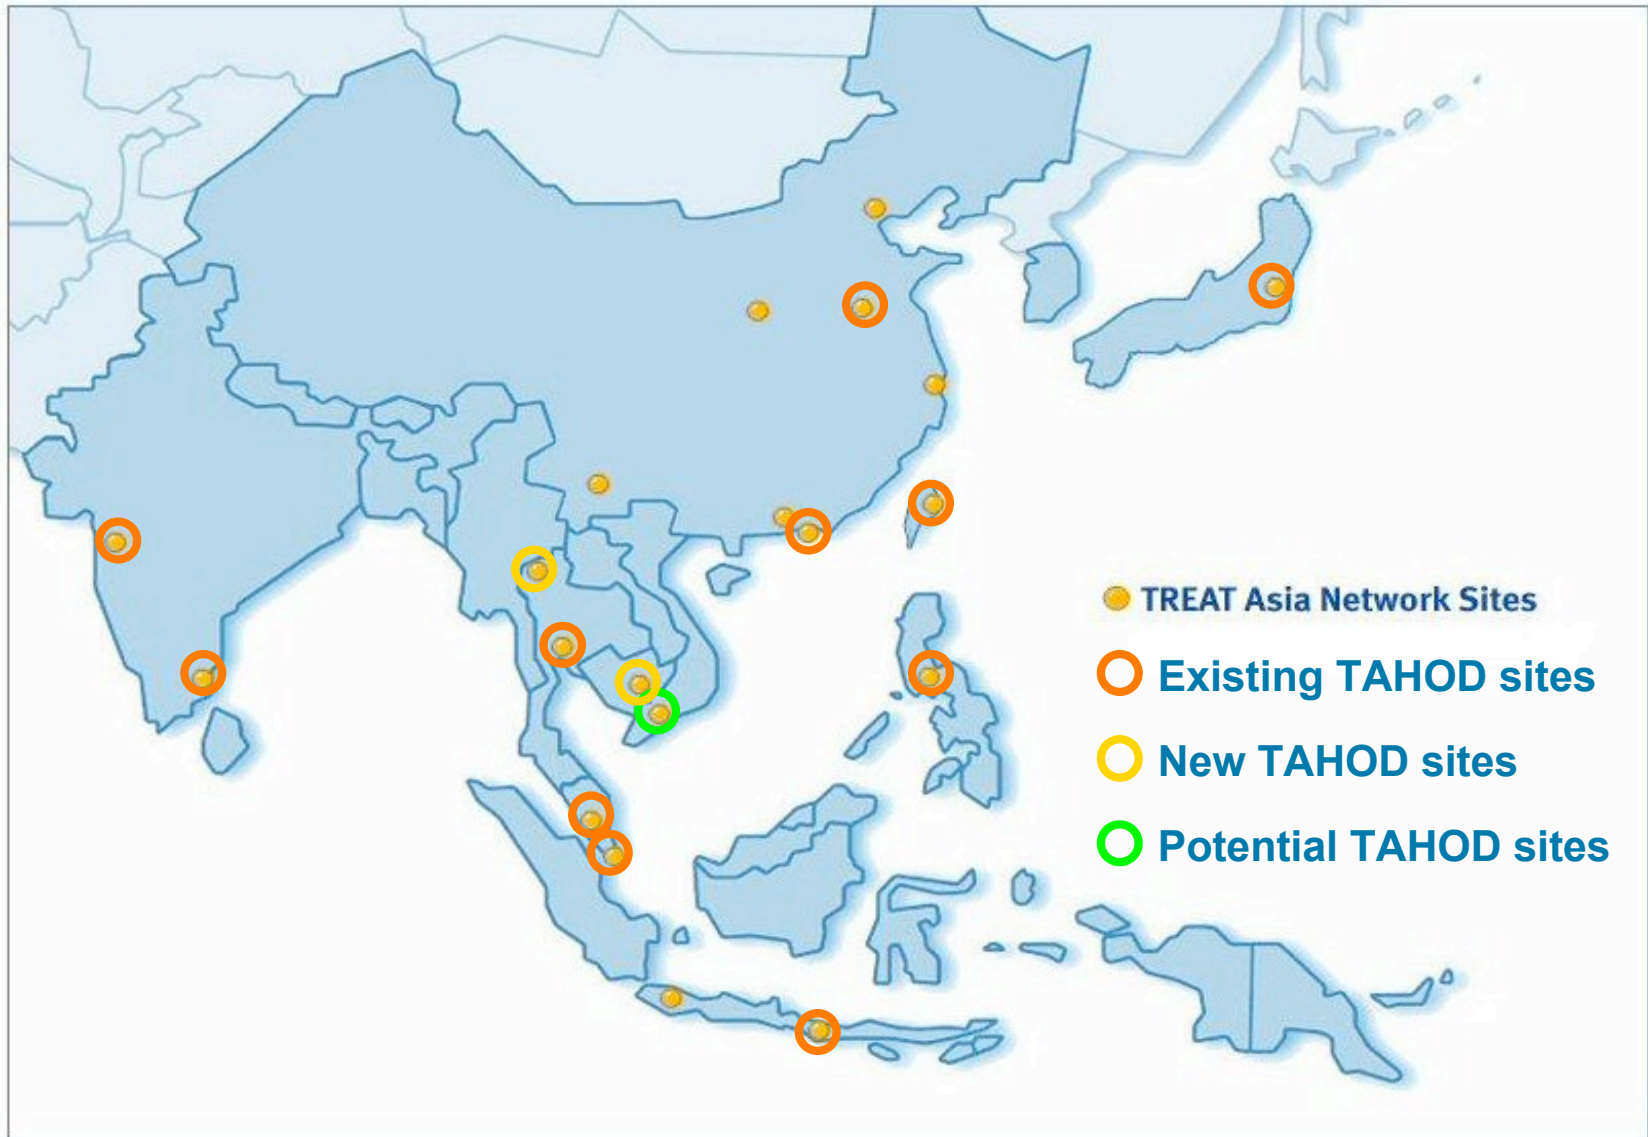 TREAT Asia Network Sites
Existing TAHOD sites
New TAHOD sites
Potential TAHOD sites